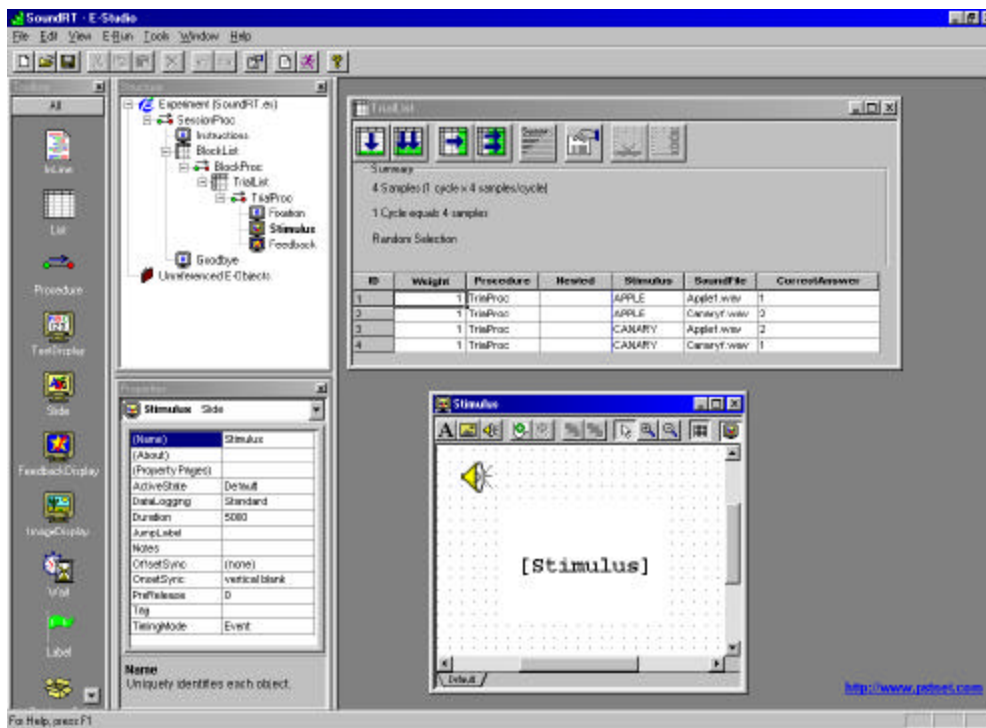 SoundRT - E-Studio
File Edit View E-Run Tools Window Help
Toolbox
All
InLine
List
Procedure
TextDisplay
Slide
FeedbackDisplay
ImageDisplay
Wait
Label
Structure
Experiment (SoundRT.es)
SessionProc
Instructions
BlockList
BlockProc
TrialList
TrialProc
Fixation
Stimulus
Feedback
Goodbye
Unreferenced E-Objects
Properties
Stimulus Slide
(Name) Stimulus
(About)
(Property Pages)
ActiveState Default
DataLogging Standard
Duration 5000
JumpLabel
Notes
OffsetSync (none)
OnsetSync vertical blank
PreRelease 0
Tag
TimingMode Event
Name
Uniquely identifies each object.
TrialList
Summary
4 Samples (1 cycle x 4 samples/cycle)
1 Cycle equals 4 samples
Random Selection
ID Weight Procedure Nested Stimulus SoundFile CorrectAnswer
1 1 TrialProc APPLE Apple1.wav 1
2 1 TrialProc APPLE Canary1.wav 2
3 1 TrialProc CANARY Apple1.wav 2
4 1 TrialProc CANARY Canary1.wav 1
Stimulus
A
[Stimulus]
Default
http://www.pstnet.com
For Help, press F1